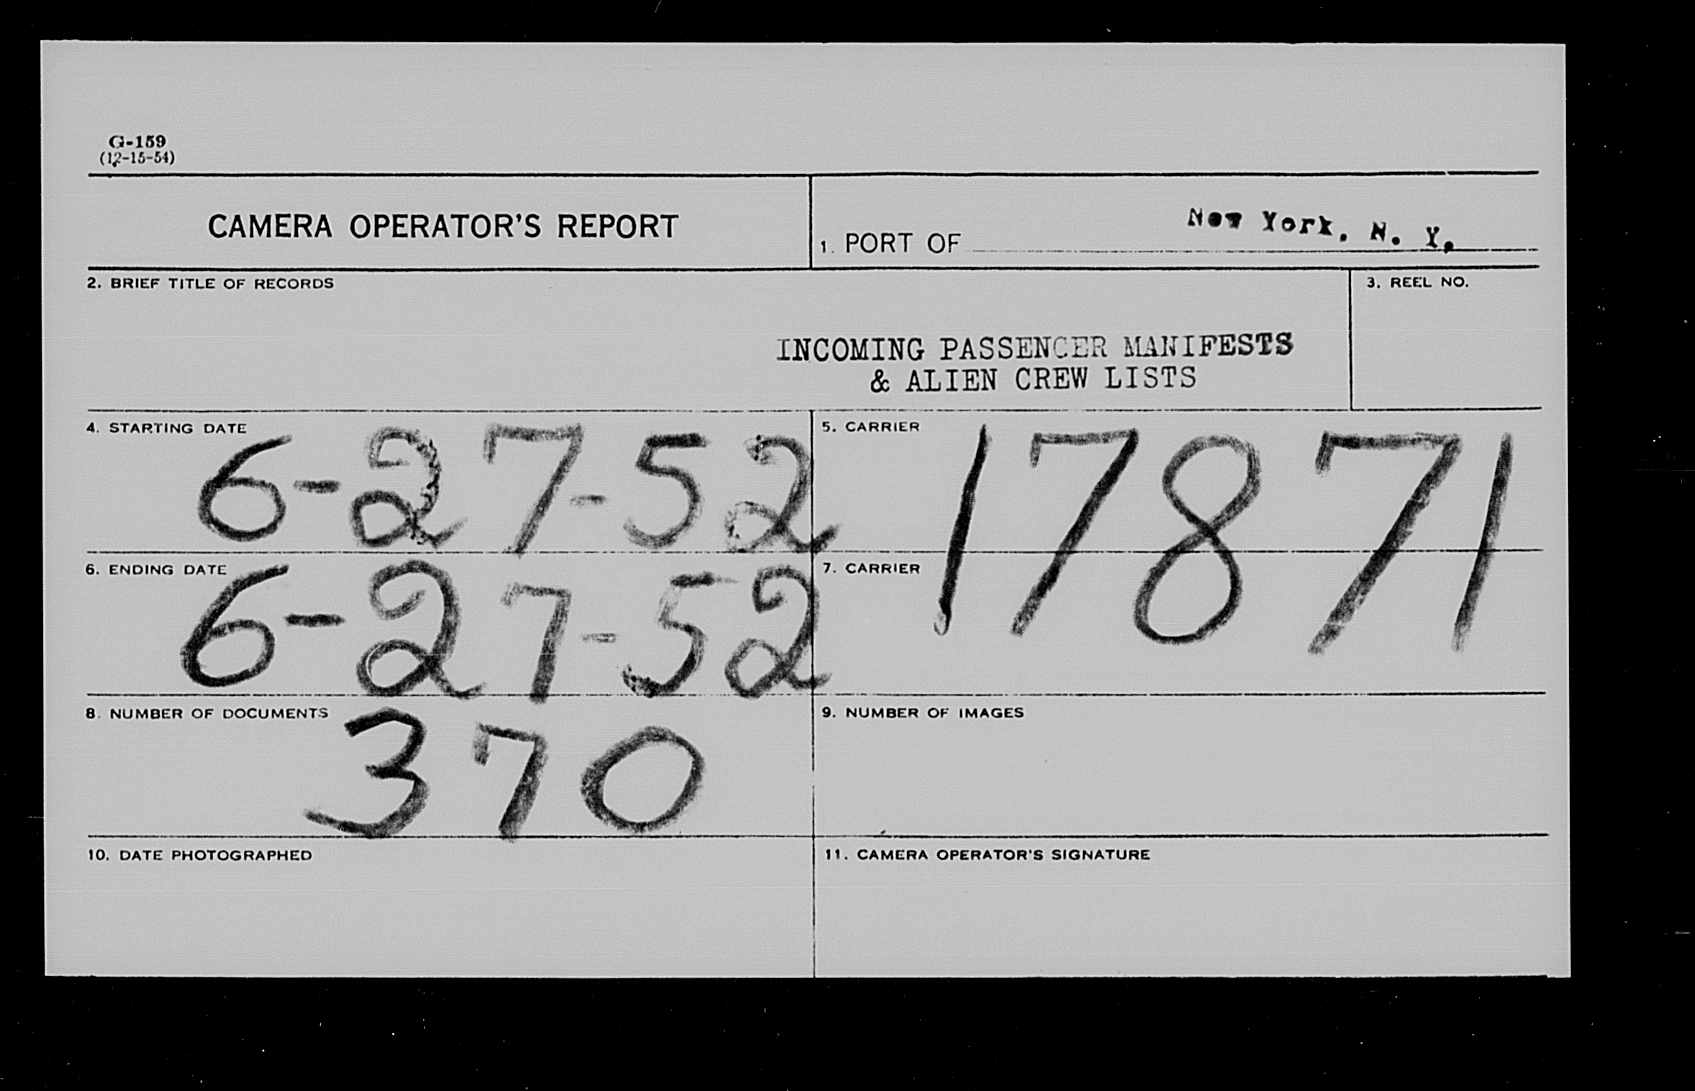 G-159
(12-15-54)
CAMERA OPERATOR'S REPORT
1. PORT OF New York, N. Y.
2. BRIEF TITLE OF RECORDS
INCOMING PASSENGER MANIFESTS
& ALIEN CREW LISTS
3. REEL NO.
4. STARTING DATE
6-27-52
5. CARRIER
17871
6. ENDING DATE
6-27-52
7. CARRIER
8. NUMBER OF DOCUMENTS
370
9. NUMBER OF IMAGES
10. DATE PHOTOGRAPHED
11. CAMERA OPERATOR'S SIGNATURE